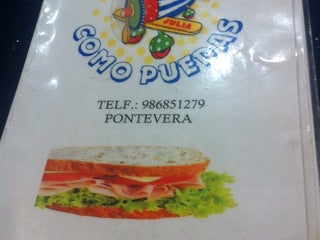 JULIA
COMO PUEDAS
TELF.: 986851279
PONTEVERA